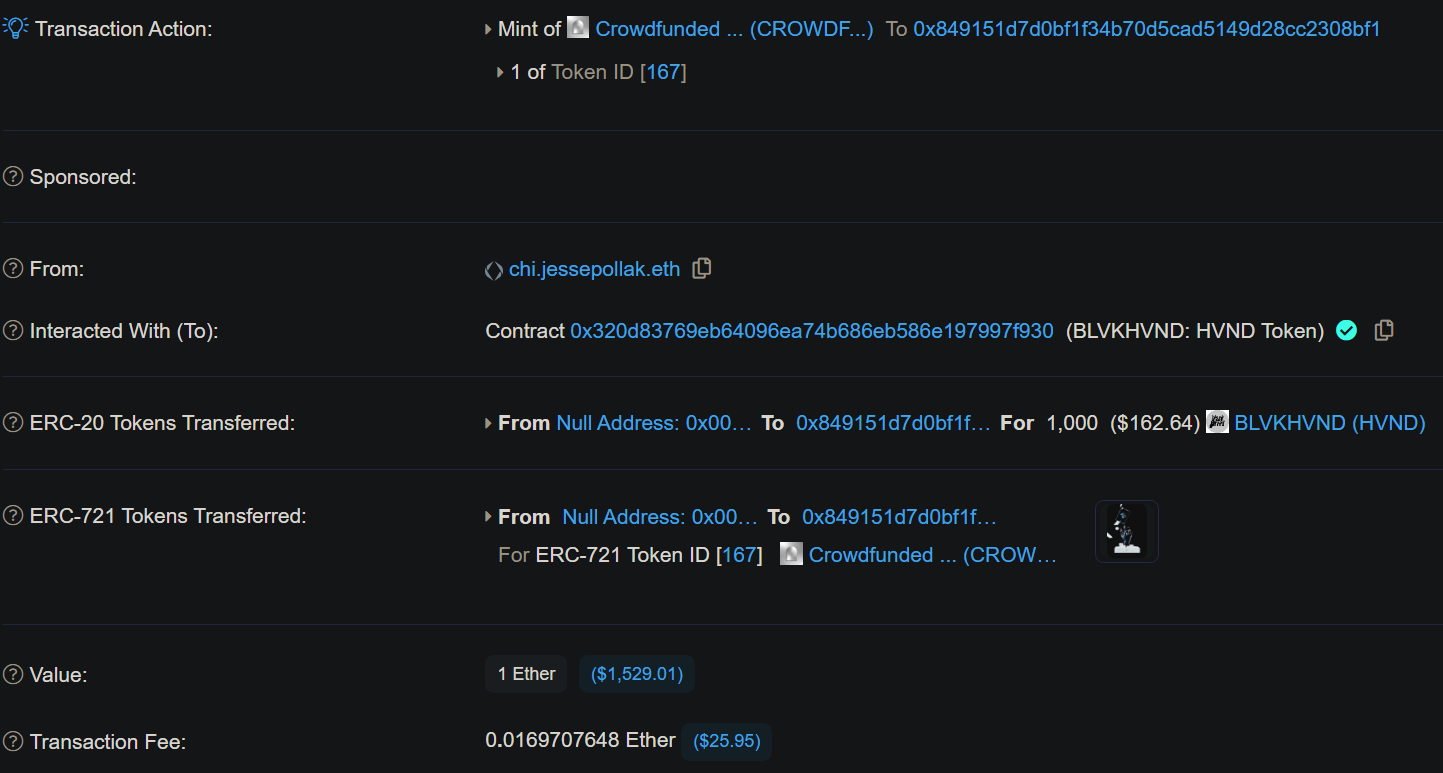 Transaction Action:
Mint of Crowdfunded ... (CROWDF...) To 0x849151d7d0bf1f34b70d5cad5149d28cc2308bf1
1 of Token ID [167]
Sponsored:
From:
chi.jessepollak.eth
Interacted With (To):
Contract 0x320d83769eb64096ea74b686eb586e197997f930 (BLVKHVND: HVND Token)
ERC-20 Tokens Transferred:
From Null Address: 0x00... To 0x849151d7d0bf1f... For 1,000 ($162.64) BLVKHVND (HVND)
ERC-721 Tokens Transferred:
From Null Address: 0x00... To 0x849151d7d0bf1f...
For ERC-721 Token ID [167] Crowdfunded ... (CROW...
Value:
1 Ether ($1,529.01)
Transaction Fee:
0.0169707648 Ether ($25.95)